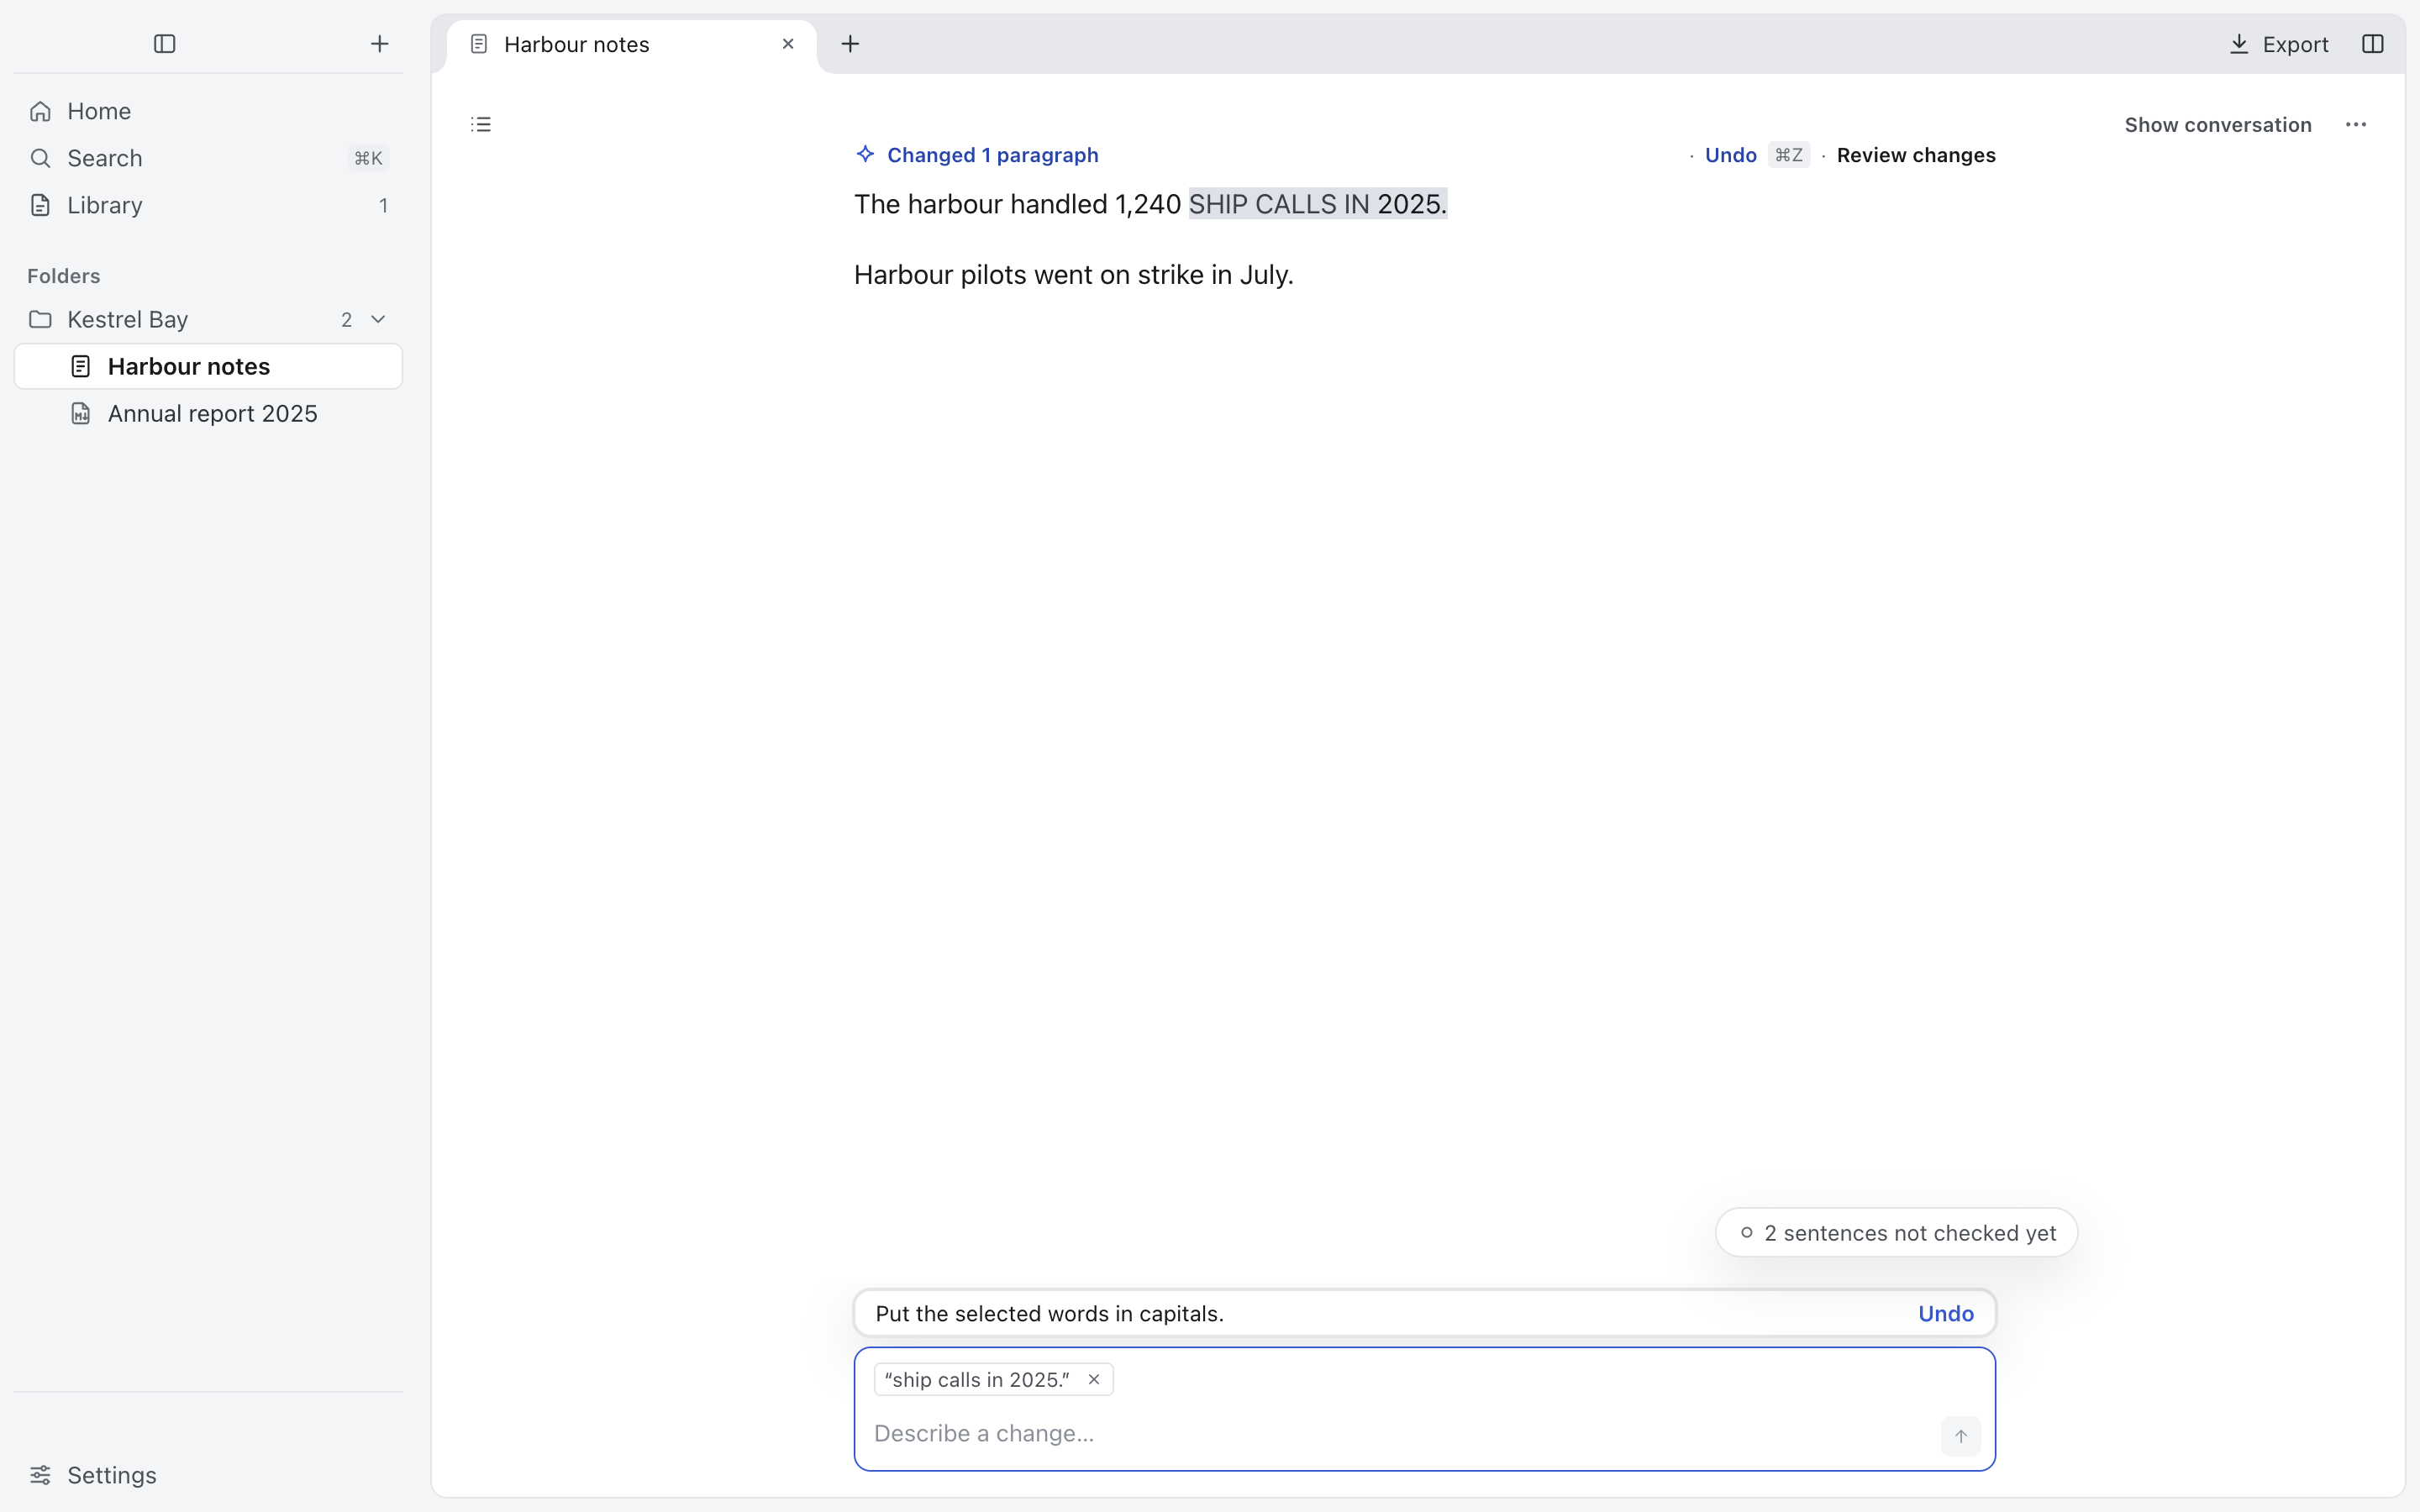 Harbour notes
Export
Home
Search ⌘K
Library 1
Folders
Kestrel Bay 2
Harbour notes
Annual report 2025
Show conversation
Changed 1 paragraph · Undo ⌘Z · Review changes
The harbour handled 1,240 SHIP CALLS IN 2025.
Harbour pilots went on strike in July.
2 sentences not checked yet
Put the selected words in capitals. Undo
“ship calls in 2025.”
Describe a change...
Settings